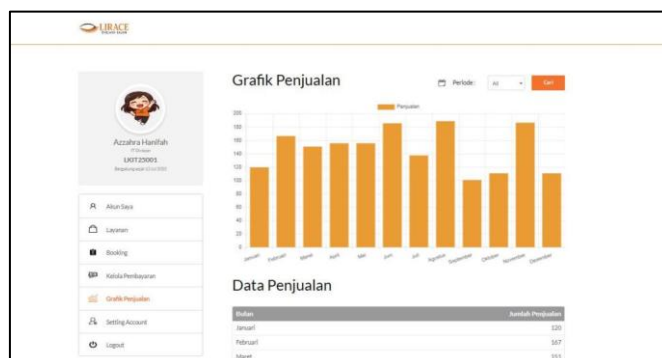 LIRACE
Azzahra Hanifah
LKIT25001
Akun Saya
Layanan
Booking
Kelola Pembayaran
Grafik Penjualan
Setting Account
Logout
Grafik Penjualan
Periode:
Cari
Penjualan
200
180
160
140
120
100
80
60
40
20
0
Januari Februari Maret April Mei Juni Juli Agustus September Oktober November Desember
Data Penjualan
Bulan Jumlah Penjualan
Januari 120
Februari 167
Maret 151